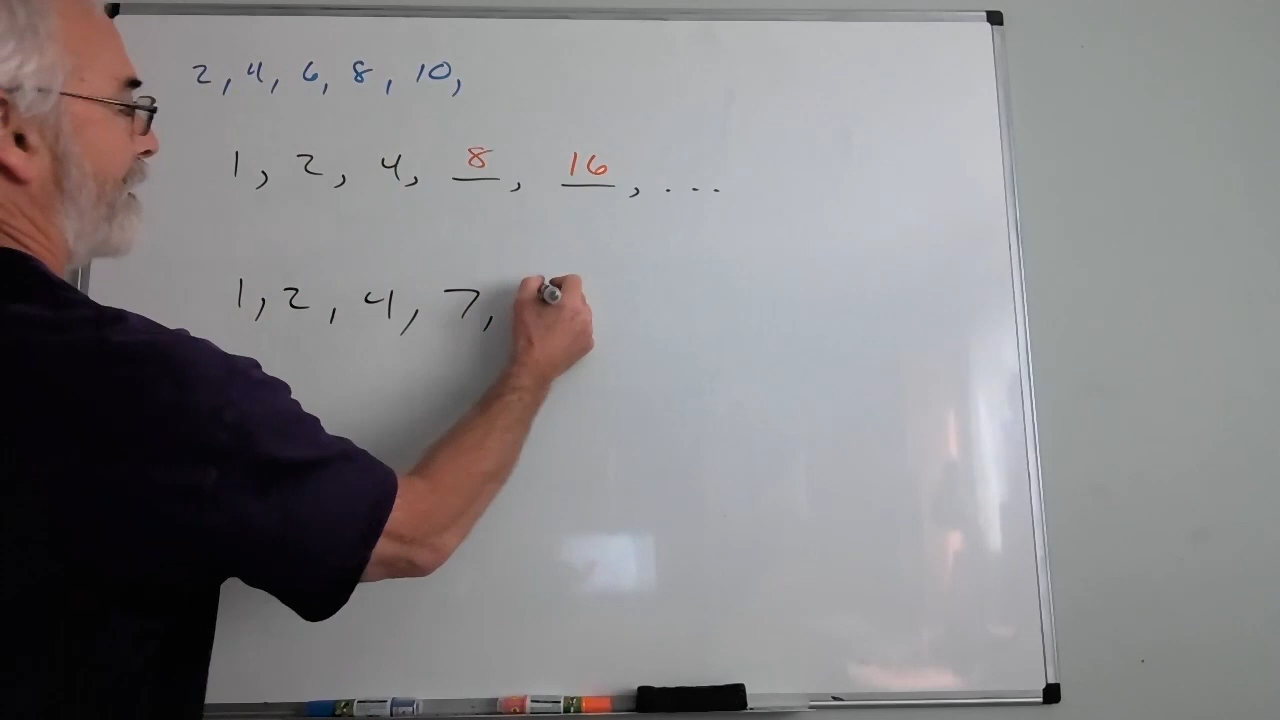 2, 4, 6, 8, 10,
1, 2, 4, 8, 16, ...
1, 2, 4, 7,